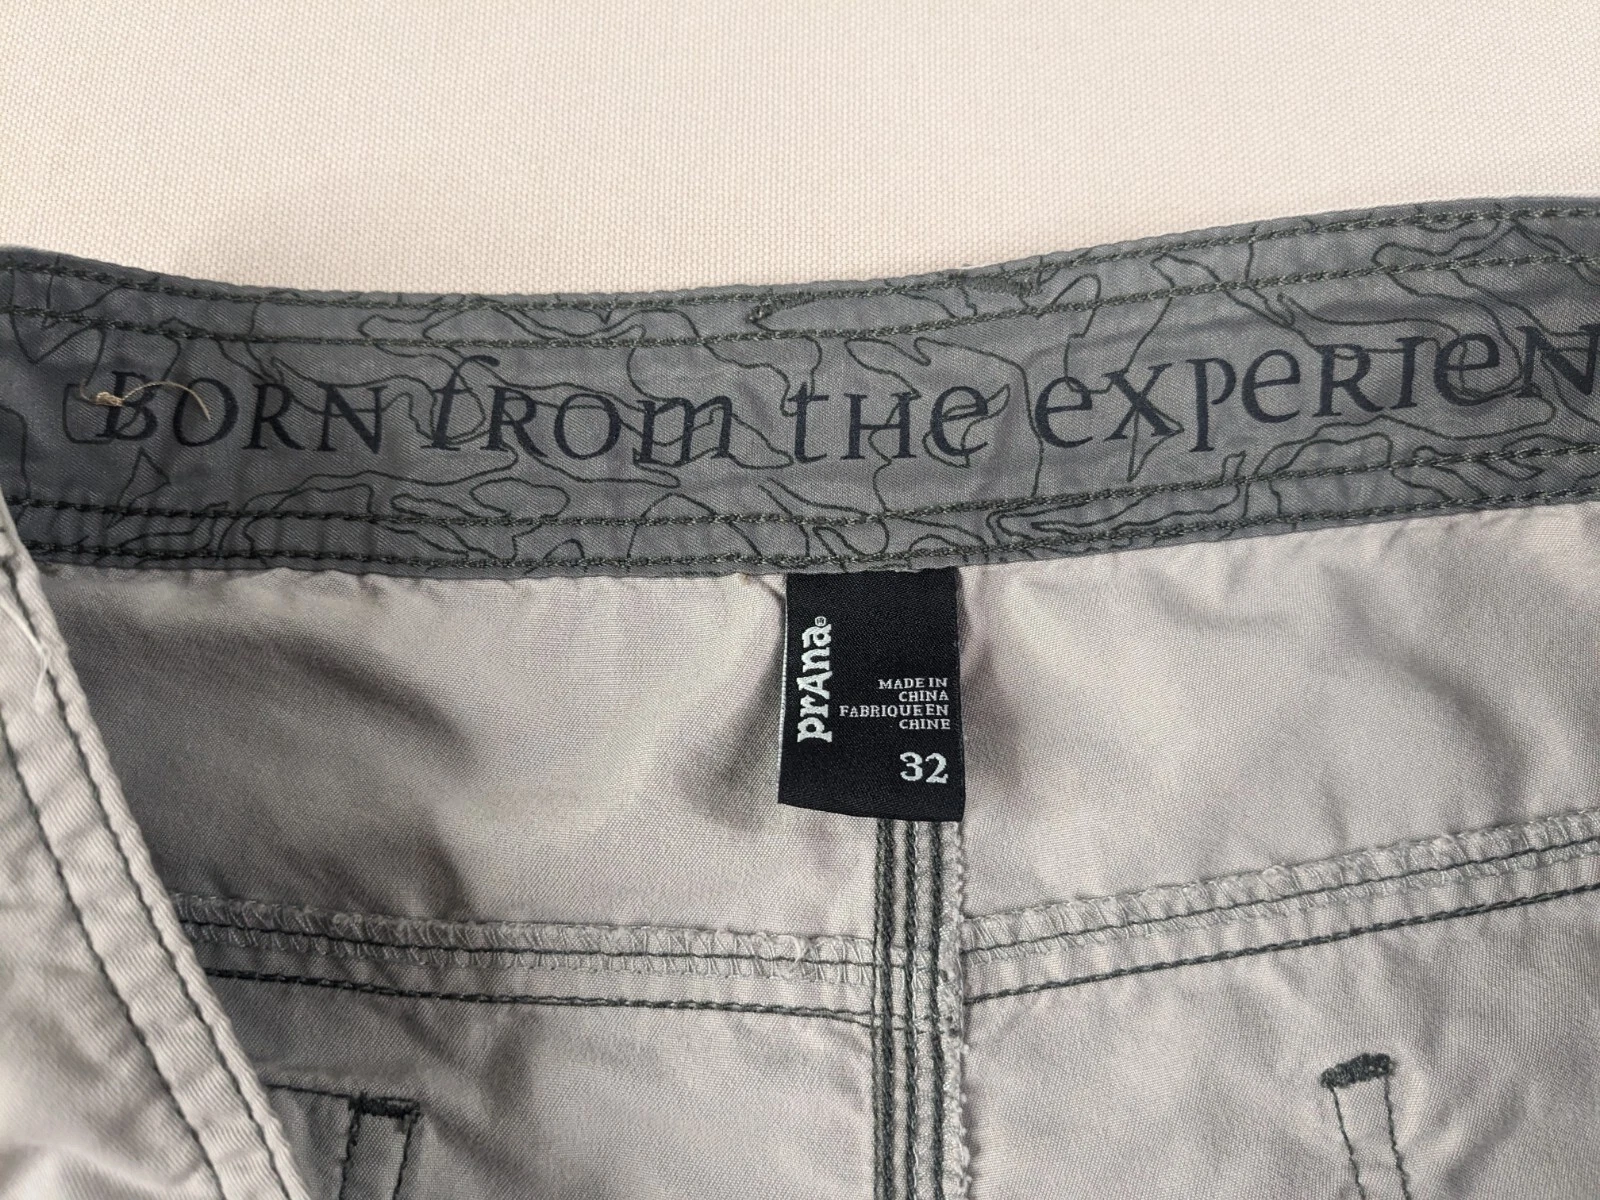 BORN from the experien
prAna®
MADE IN
CHINA
FABRIQUE EN
CHINE
32